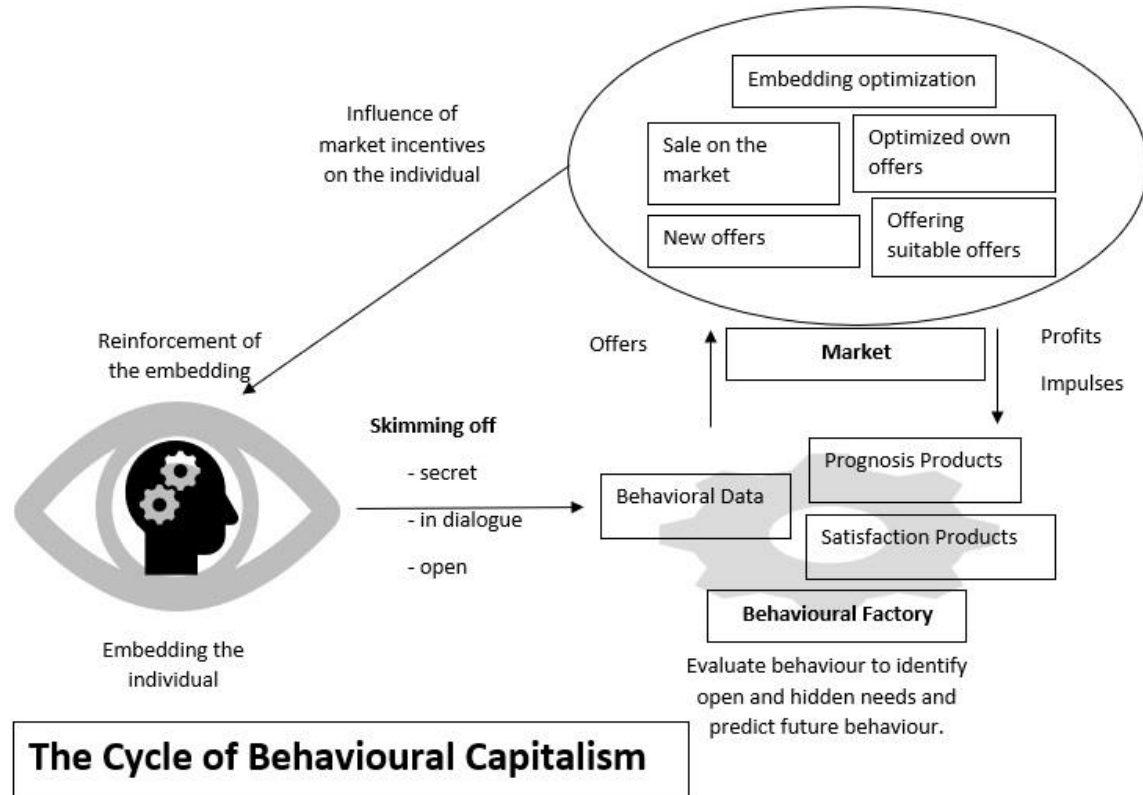 Embedding optimization
Influence of
market incentives
on the individual
Sale on the
market
Optimized own
offers
New offers
Offering
suitable offers
Reinforcement of
the embedding
Offers
Market
Profits
Impulses
Skimming off
- secret
- in dialogue
- open
Behavioral Data
Prognosis Products
Satisfaction Products
Behavioural Factory
Evaluate behaviour to identify
open and hidden needs and
predict future behaviour.
Embedding the
individual
The Cycle of Behavioural Capitalism